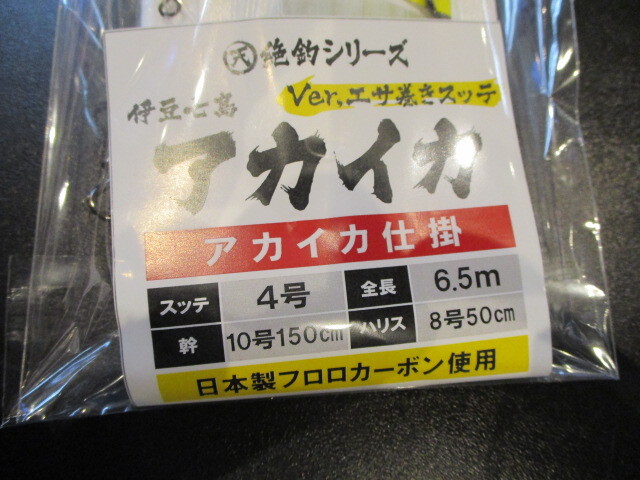 天 絶釣シリーズ
Ver.エサ巻きスッテ
伊豆七島
アカイカ
アカイカ仕掛
スッテ 4号 全長 6.5m
幹 10号150cm ハリス 8号50cm
日本製フロロカーボン使用